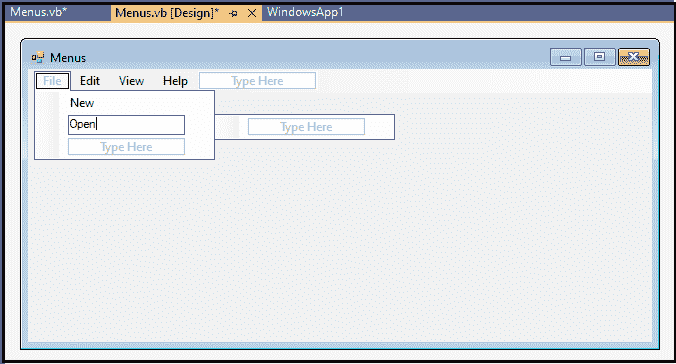 Menus.vb* Menus.vb [Design]* WindowsApp1
Menus
File Edit View Help Type Here
New
Open Type Here
Type Here